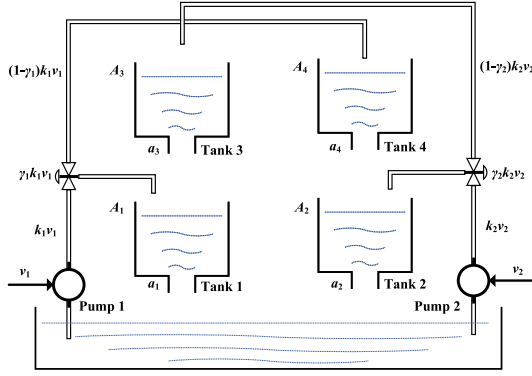 (1-γ₁)k₁v₁
A₃
A₄
(1-γ₂)k₂v₂
a₃
Tank 3
a₄
Tank 4
γ₁k₁v₁
γ₂k₂v₂
A₁
A₂
k₁v₁
k₂v₂
v₁
a₁
Tank 1
a₂
Tank 2
v₂
Pump 1
Pump 2